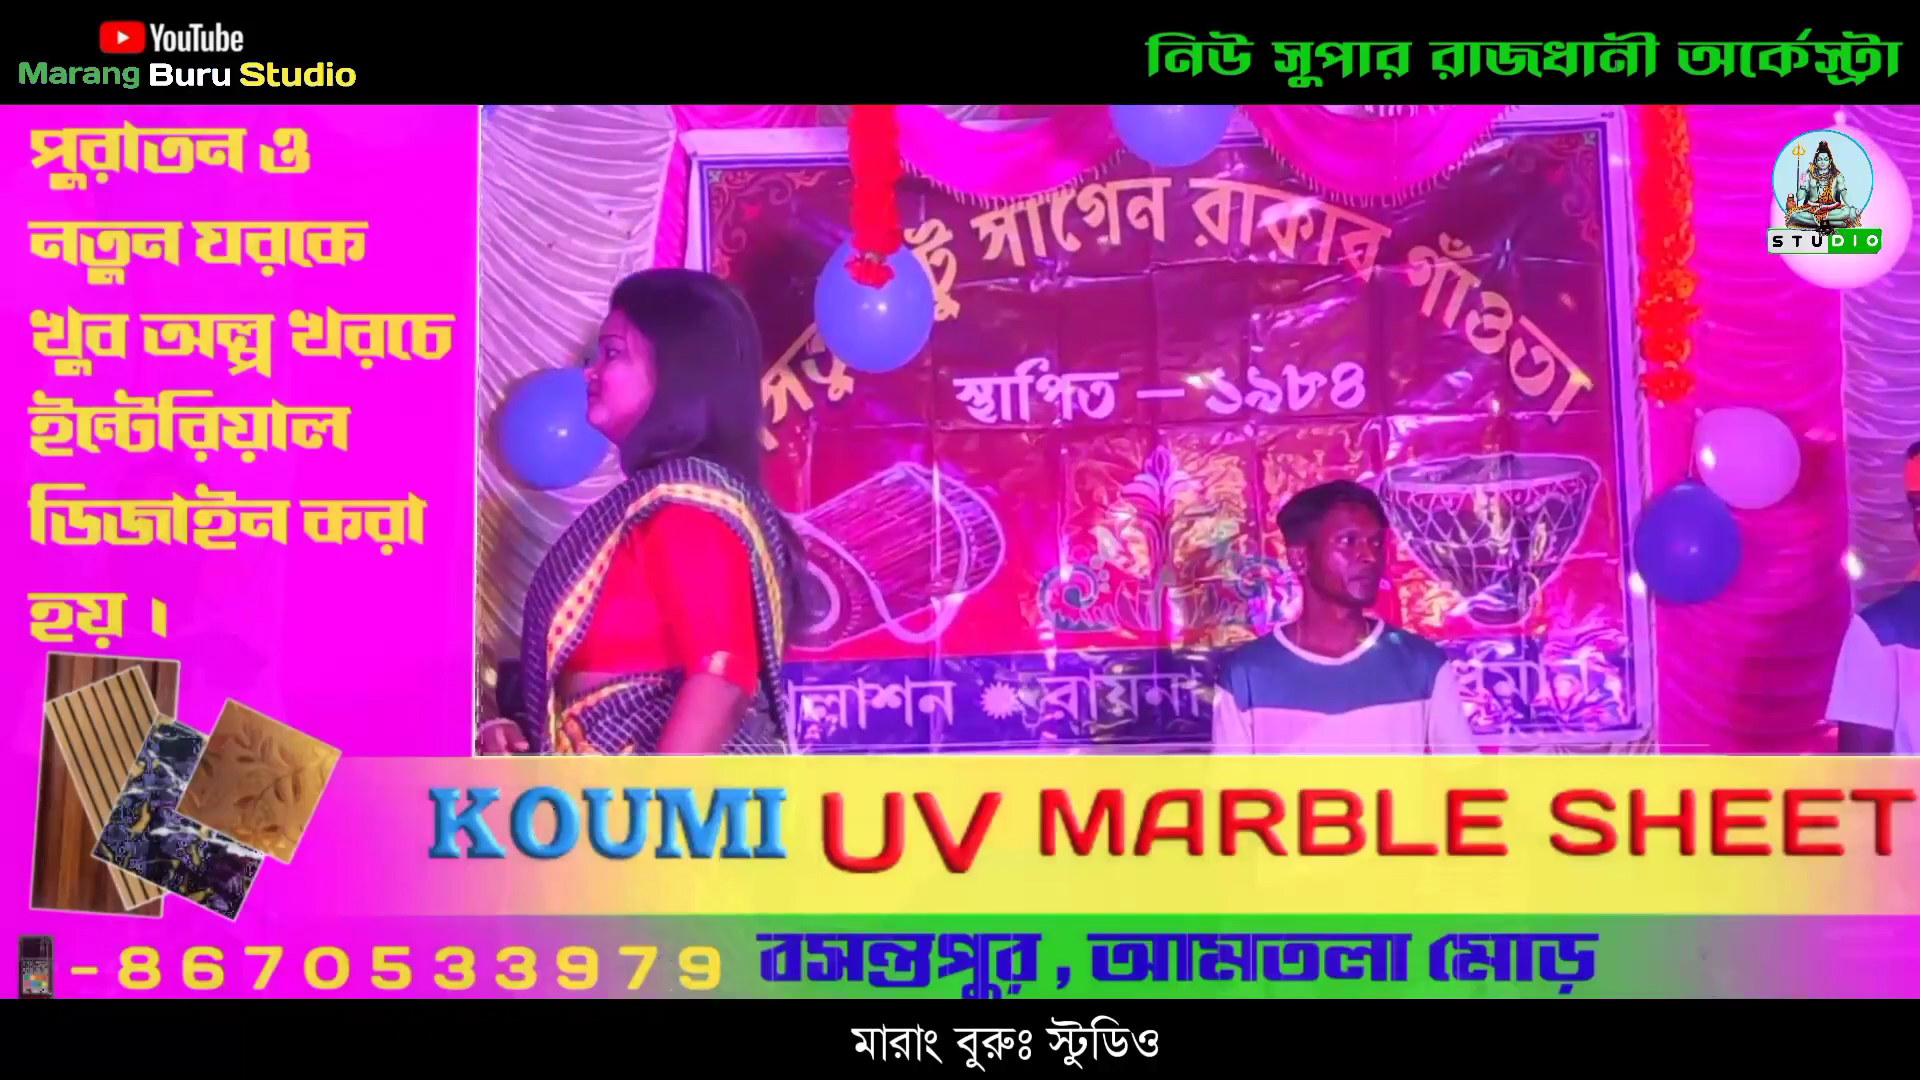 YouTube
Marang Buru Studio
নিউ সুপার রাজধানী অর্কেস্ট্রা
পুরাতন ও
নতুন ঘরকে
খুব অল্প খরচে
ইন্টেরিয়াল
ডিজাইন করা
হয় ।
সাগেন রাকাব গাঁওতা
স্থাপিত – ১৯৮৪
রায়না
STUDIO
KOUMI UV MARBLE SHEET
-8670533979 বসন্তপুর , আমতলা মোড়
মারাং বুরুঃ স্টুডিও